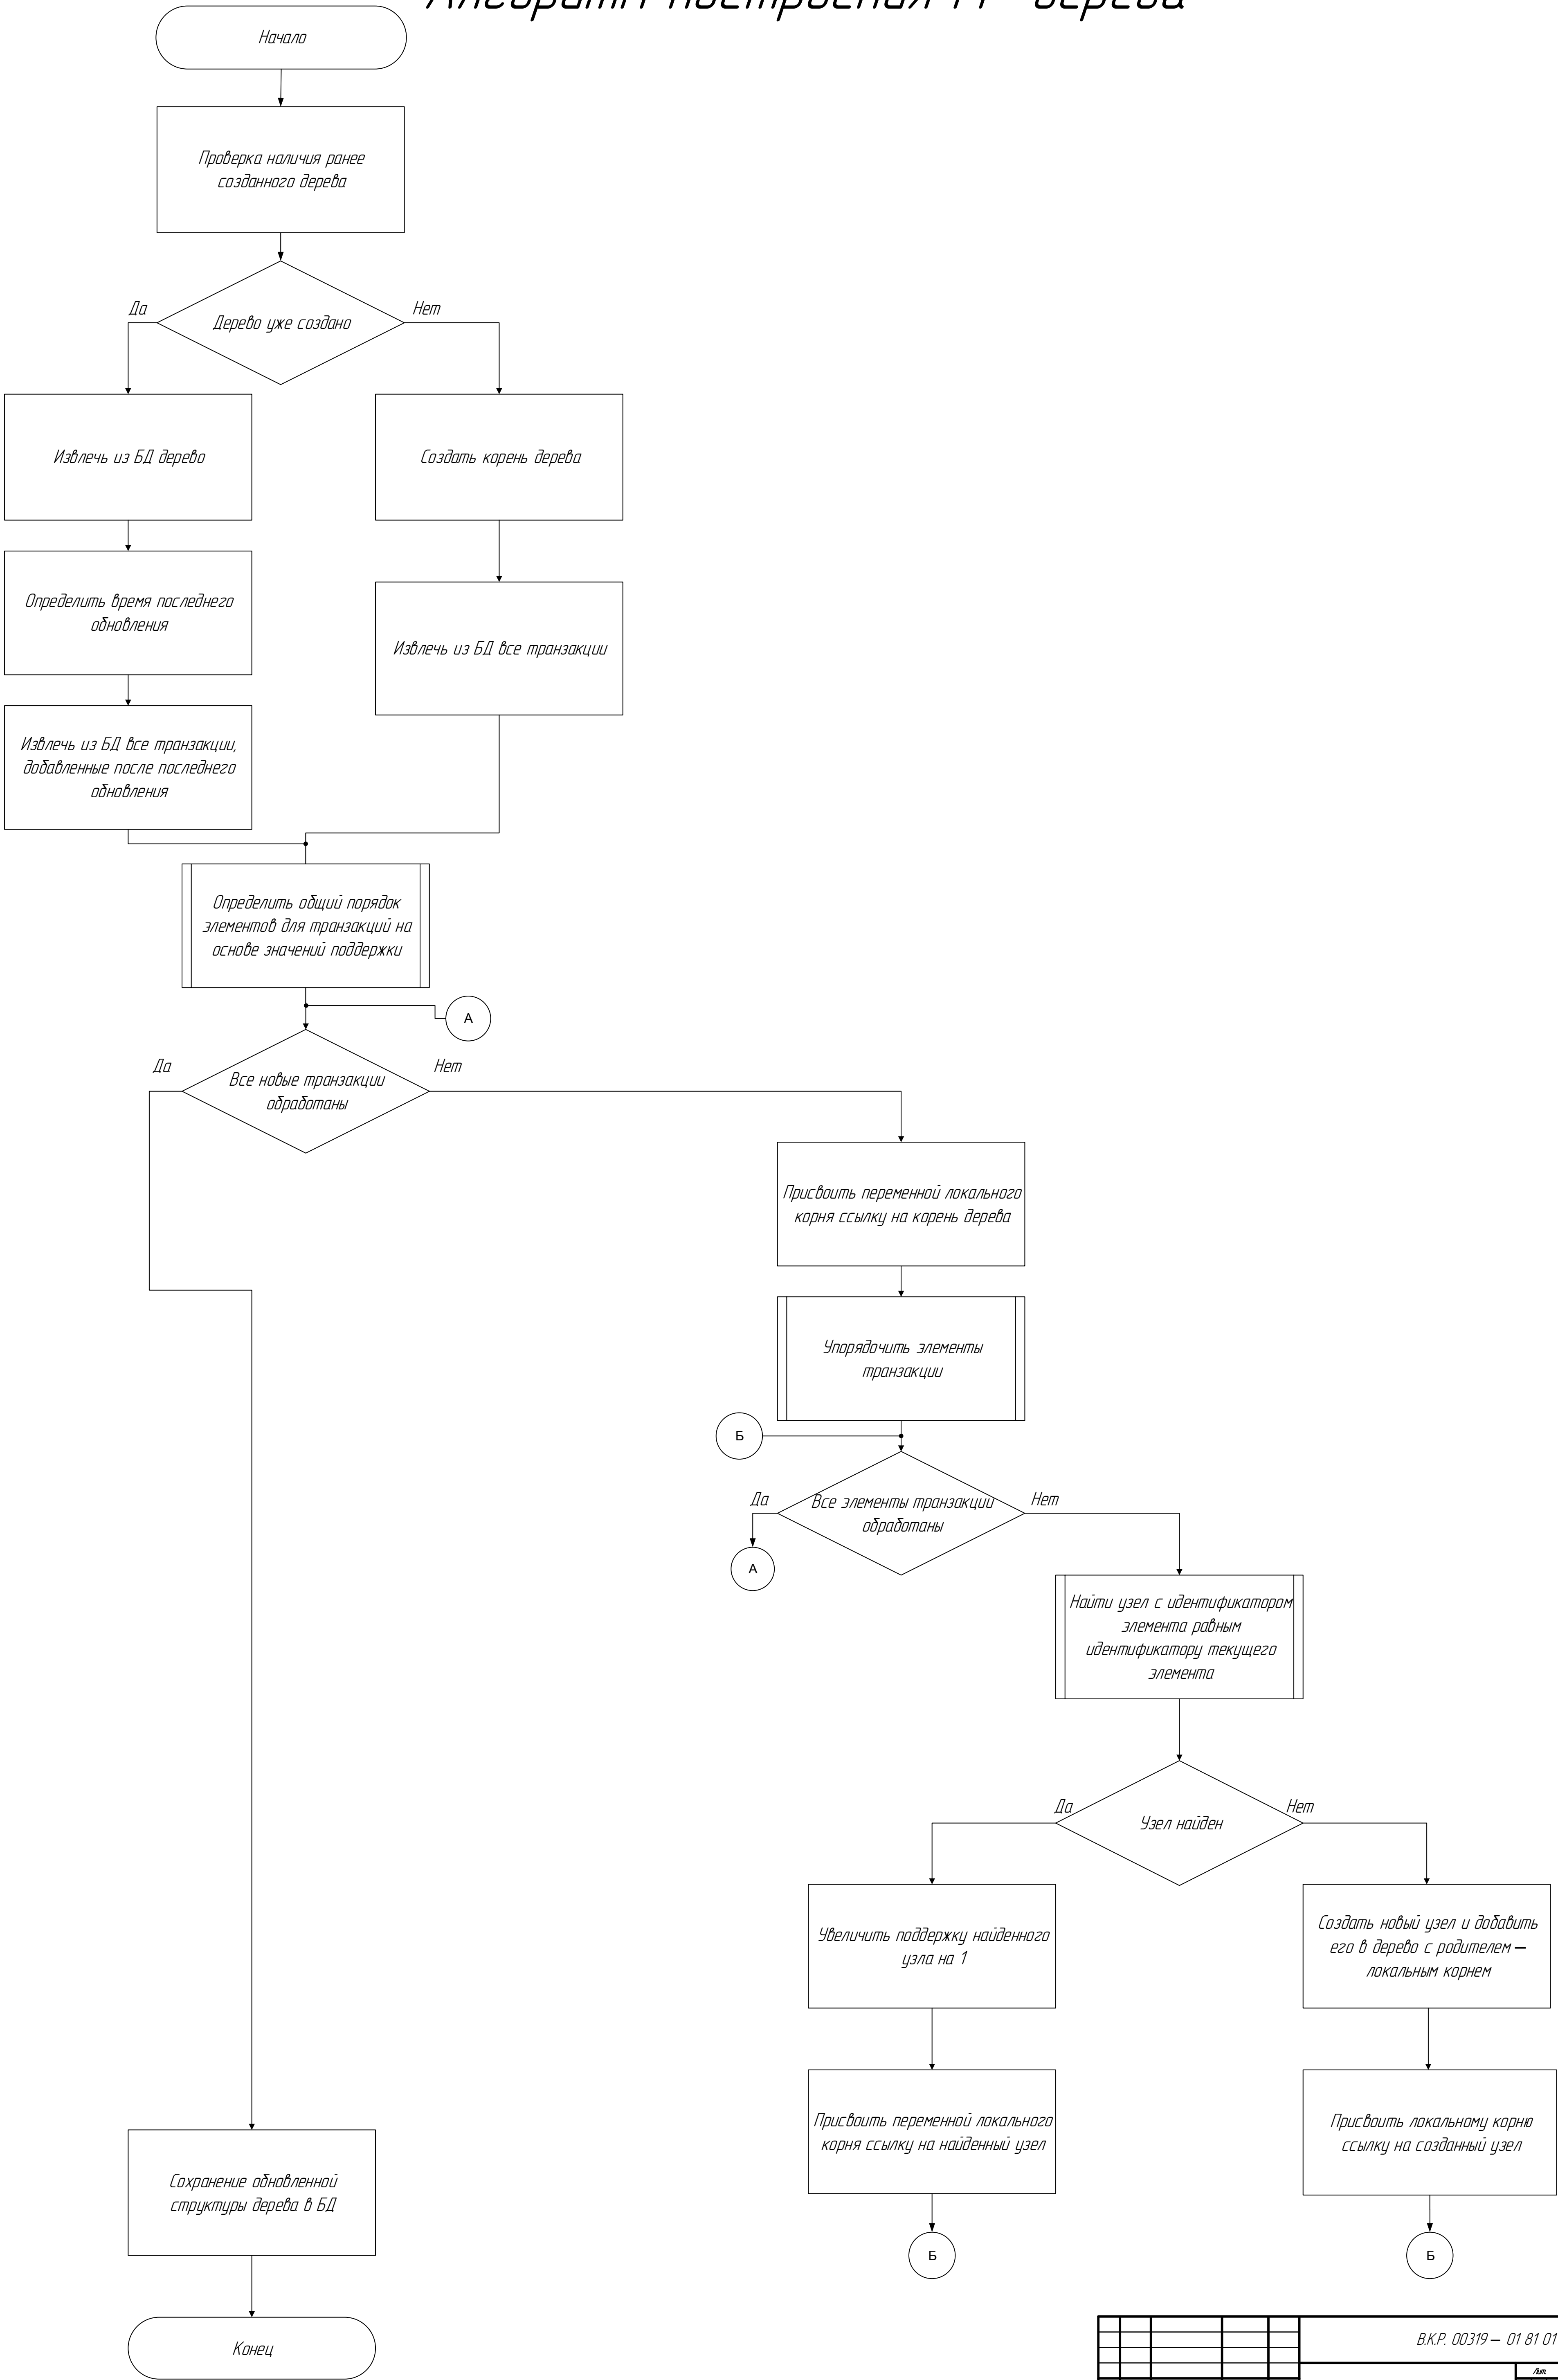 Алгоритм построения FP-дерева
Начало
Проверка наличия ранее
созданного дерева
Дерево уже создано
Да
Нет
Извлечь из БД дерево
Создать корень дерева
Определить время последнего
обновления
Извлечь из БД все транзакции
Извлечь из БД все транзакции,
добавленные после последнего
обновления
Определить общий порядок
элементов для транзакций на
основе значений поддержки
А
Да
Нет
Все новые транзакции
обработаны
Присвоить переменной локального
корня ссылку на корень дерева
Упорядочить элементы
транзакции
Б
Да
Нет
Все элементы транзакции
обработаны
А
Найти узел с идентификатором
элемента равным
идентификатору текущего
элемента
Да
Нет
Узел найден
Увеличить поддержку найденного
узла на 1
Создать новый узел и добавить
его в дерево с родителем –
локальным корнем
Присвоить переменной локального
корня ссылку на найденный узел
Присвоить локальному корню
ссылку на созданный узел
Сохранение обновленной
структуры дерева в БД
Б
Б
Конец
В.К.Р. 00319 – 01 81 01
Лит.